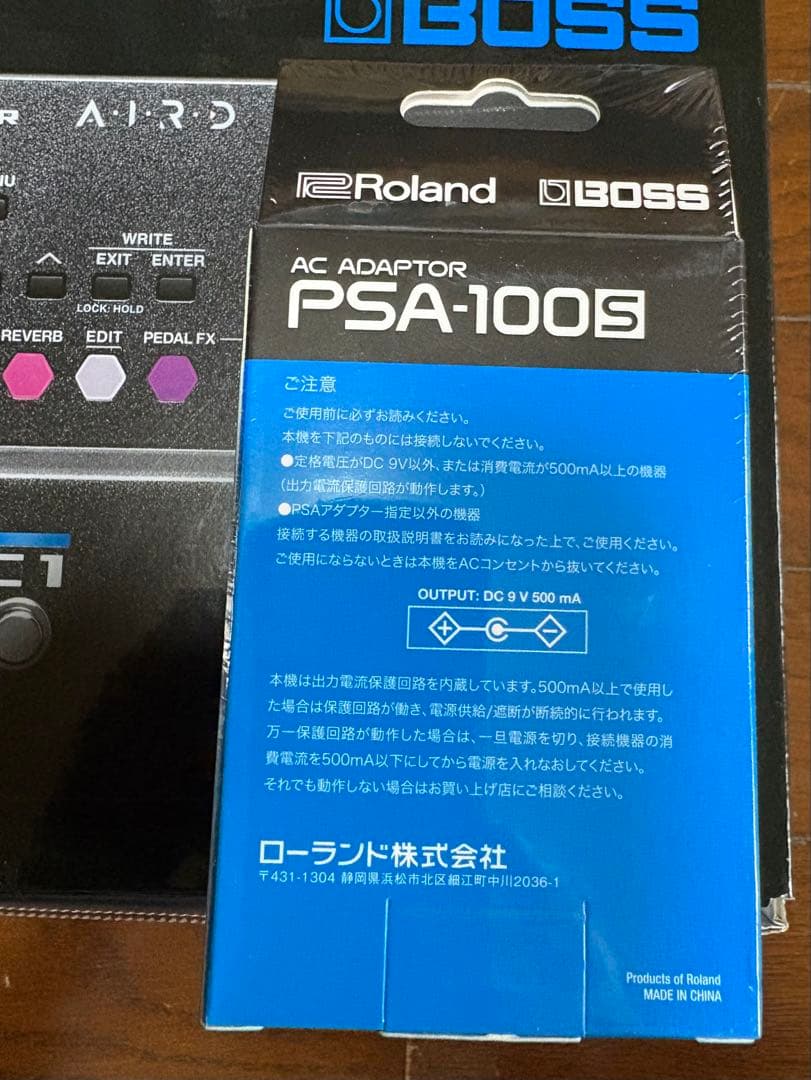 BOSS
A·I·R·D
WRITE
EXIT ENTER
LOCK: HOLD
REVERB EDIT PEDAL FX
Roland BOSS
AC ADAPTOR
PSA-100S
ご注意
ご使用前に必ずお読みください。
本機を下記のものには接続しないでください。
●定格電圧がDC 9V以外、または消費電流が500mA以上の機器
(出力電流保護回路が動作します。)
●PSAアダプター指定以外の機器
接続する機器の取扱説明書をお読みになった上で、ご使用ください。
ご使用にならないときは本機をACコンセントから抜いてください。
OUTPUT: DC 9 V 500 mA
本機は出力電流保護回路を内蔵しています。500mA以上で使用し
た場合は保護回路が働き、電源供給/遮断が断続的に行われます。
万一保護回路が動作した場合は、一旦電源を切り、接続機器の消
費電流を500mA以下にしてから電源を入れなおしてください。
それでも動作しない場合はお買い上げ店にご相談ください。
ローランド株式会社
〒431-1304 静岡県浜松市北区細江町中川2036-1
Products of Roland
MADE IN CHINA